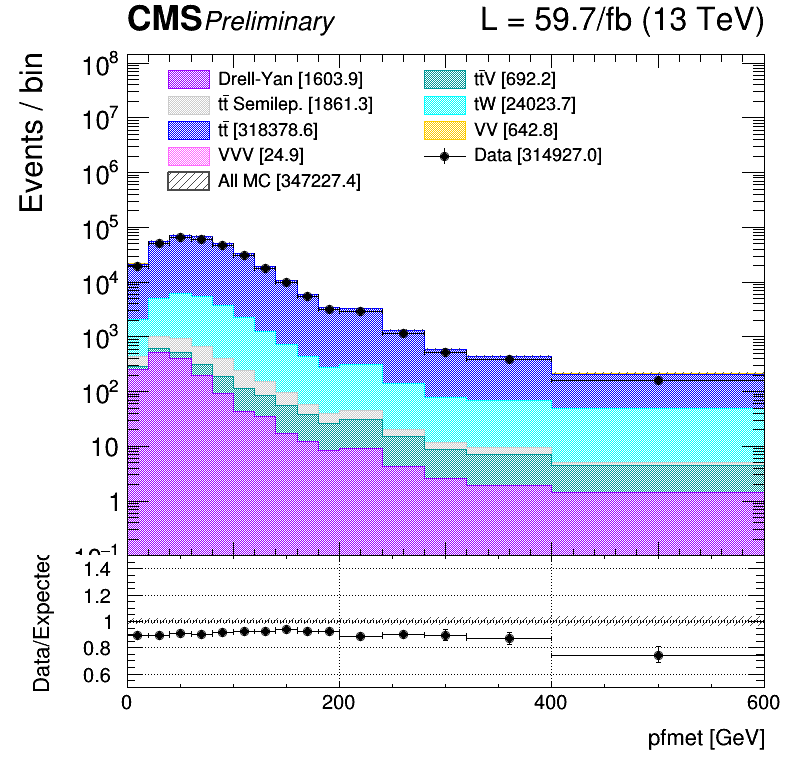 CMS Preliminary L = 59.7/fb (13 TeV)
Events / bin
Drell-Yan [1603.9]
tt̄ Semilep. [1861.3]
tt̄ [318378.6]
VVV [24.9]
All MC [347227.4]
tt̄V [692.2]
tW [24023.7]
VV [642.8]
Data [314927.0]
10⁸
10⁷
10⁶
10⁵
10⁴
10³
10²
10
1
10⁻¹
Data/Expected
1.4
1.2
1
0.8
0.6
0 200 400 600
pfmet [GeV]